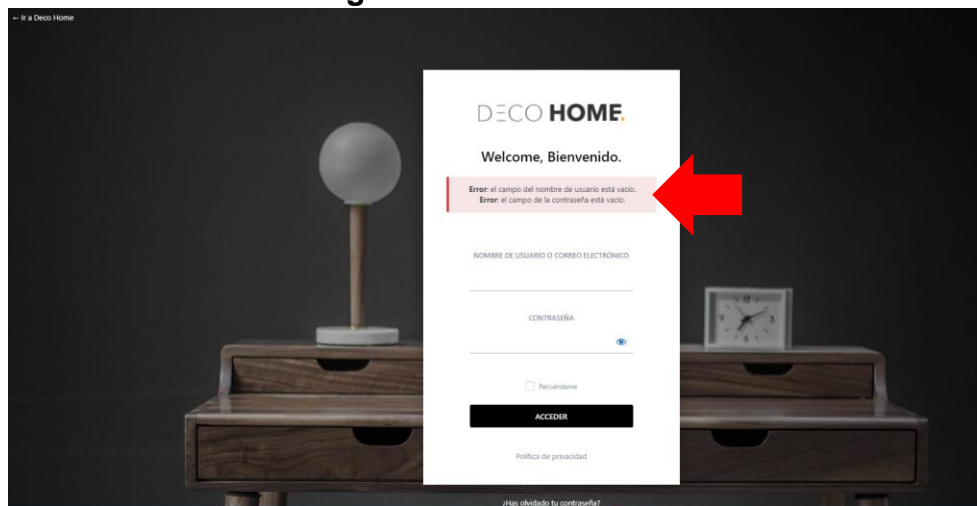 ← Ir a Deco Home
DECO HOME.
Welcome, Bienvenido.
Error: el campo del nombre de usuario está vacío.
Error: el campo de la contraseña está vacío.
NOMBRE DE USUARIO O CORREO ELECTRÓNICO
CONTRASEÑA
Recuérdame
ACCEDER
Política de privacidad
¿Has olvidado tu contraseña?